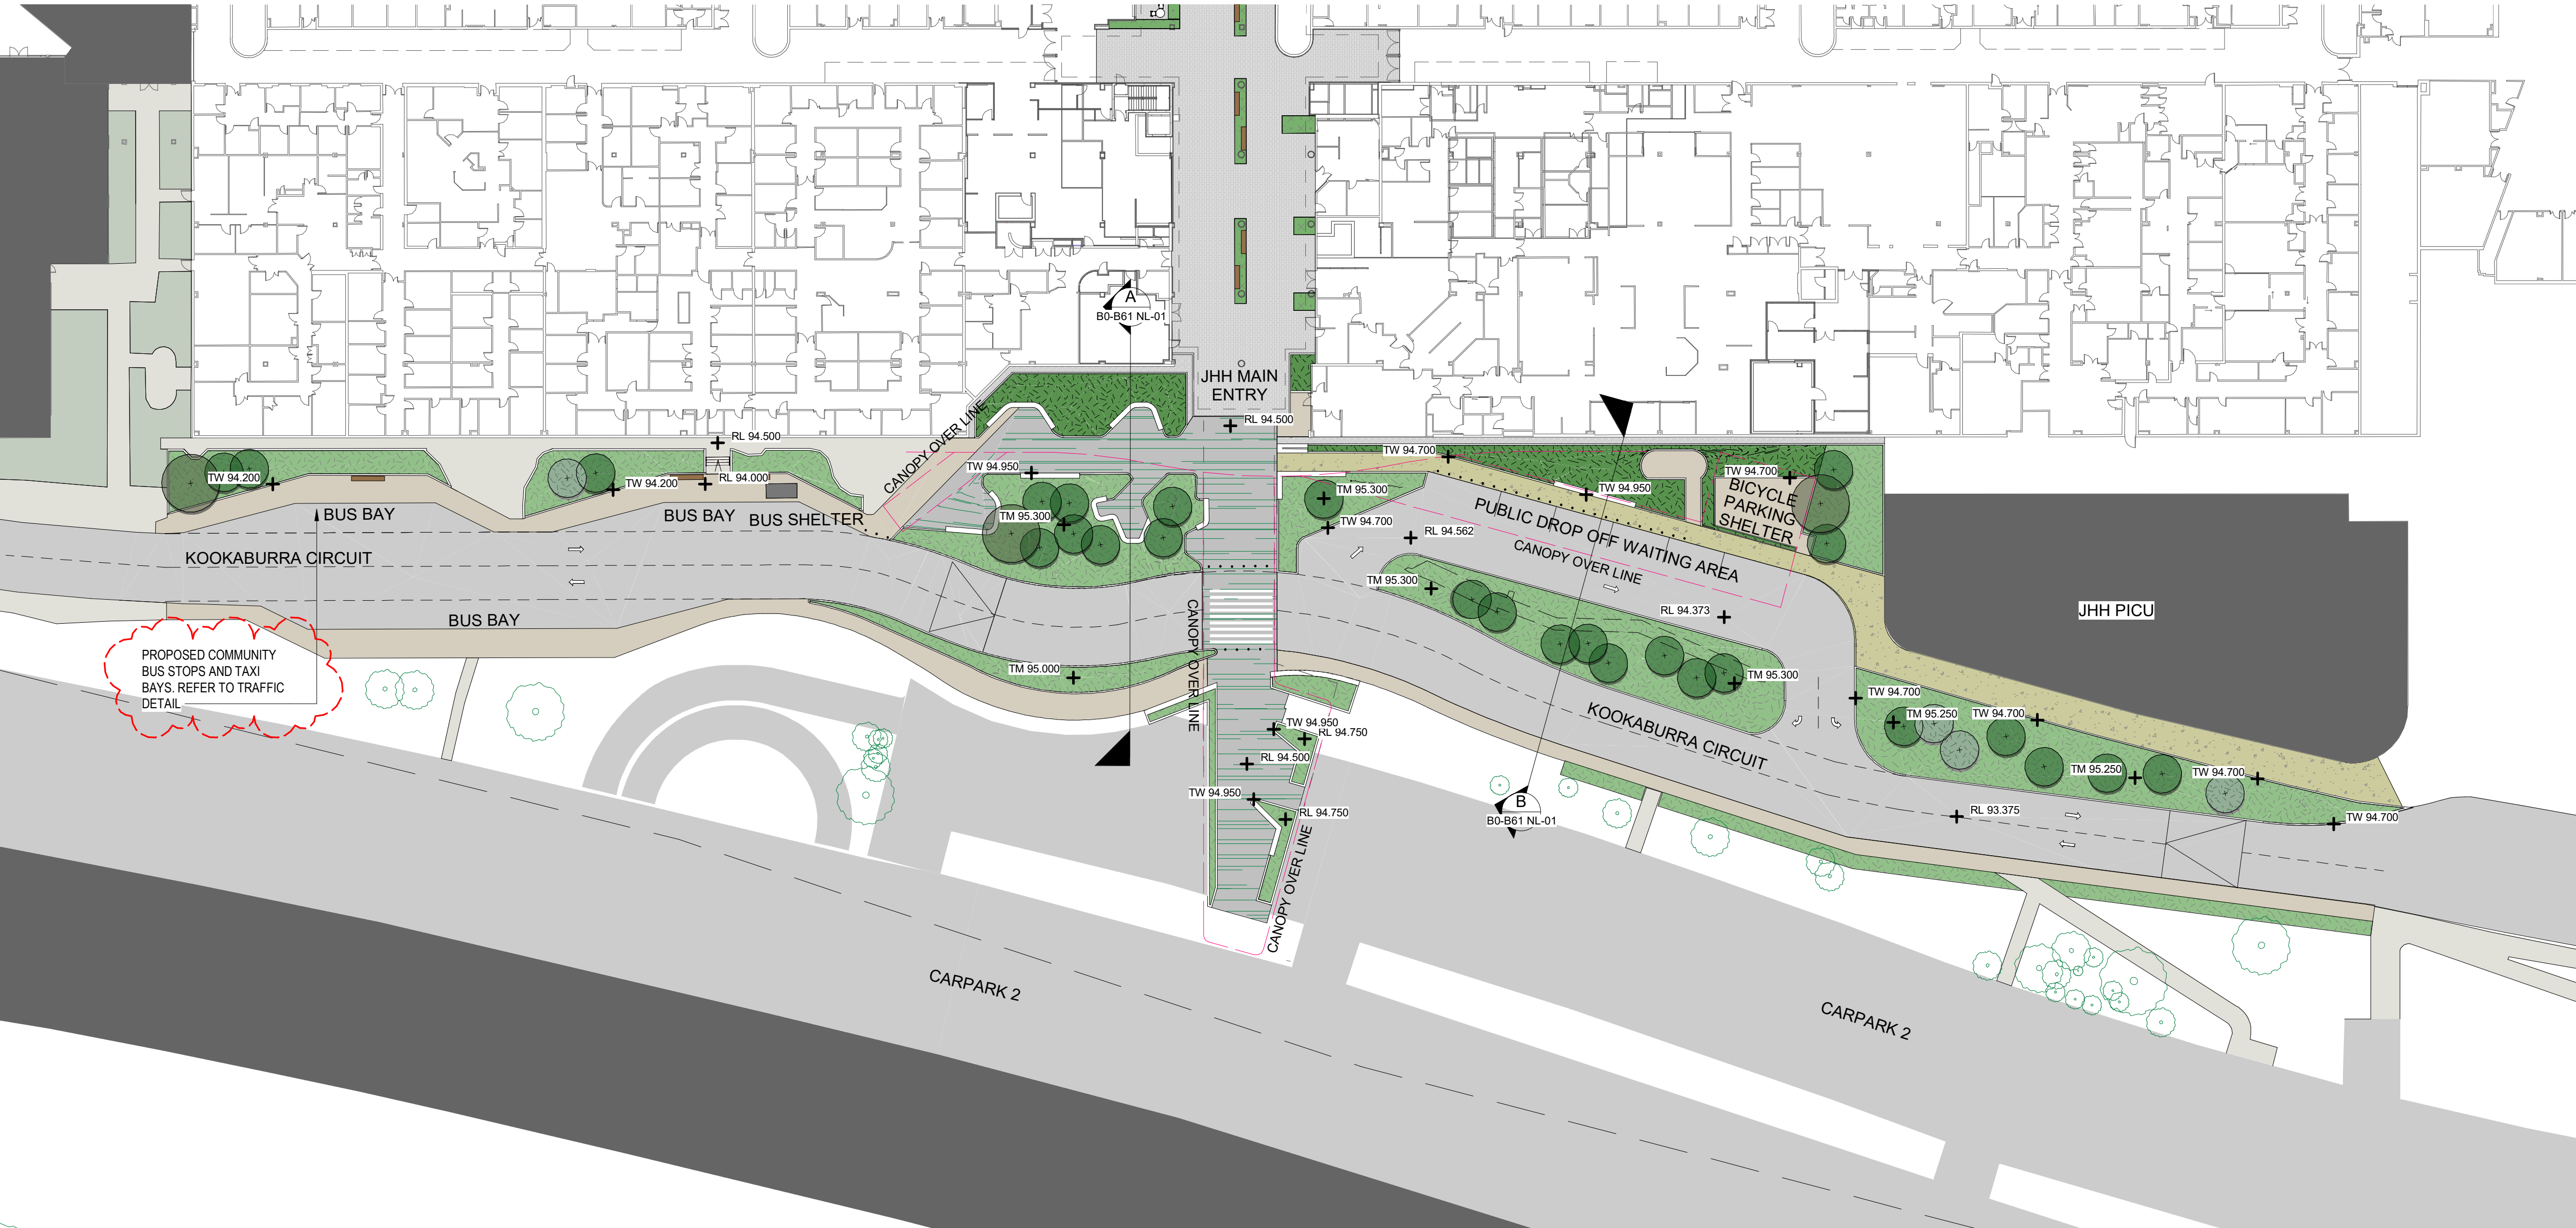 A
B0-B61 NL-01
JHH MAIN
ENTRY
RL 94.500
CANOPY OVER LINE
RL 94.500
TW 94.950
TW 94.700
TW 94.700
TW 94.200
TW 94.200
RL 94.000
TW 94.950
BICYCLE
PARKING
SHELTER
TM 95.300
TM 95.300
BUS BAY
BUS BAY
BUS SHELTER
TW 94.700
RL 94.562
PUBLIC DROP OFF WAITING AREA
CANOPY OVER LINE
KOOKABURRA CIRCUIT
TM 95.300
RL 94.373
JHH PICU
BUS BAY
CANOPY OVER LINE
PROPOSED COMMUNITY
BUS STOPS AND TAXI
BAYS. REFER TO TRAFFIC
DETAIL
TM 95.000
TM 95.300
TW 94.700
TM 95.250
TW 94.700
KOOKABURRA CIRCUIT
TW 94.950
RL 94.750
RL 94.500
TM 95.250
TW 94.700
TW 94.950
RL 94.750
B
B0-B61 NL-01
RL 93.375
TW 94.700
CANOPY OVER LINE
CARPARK 2
CARPARK 2